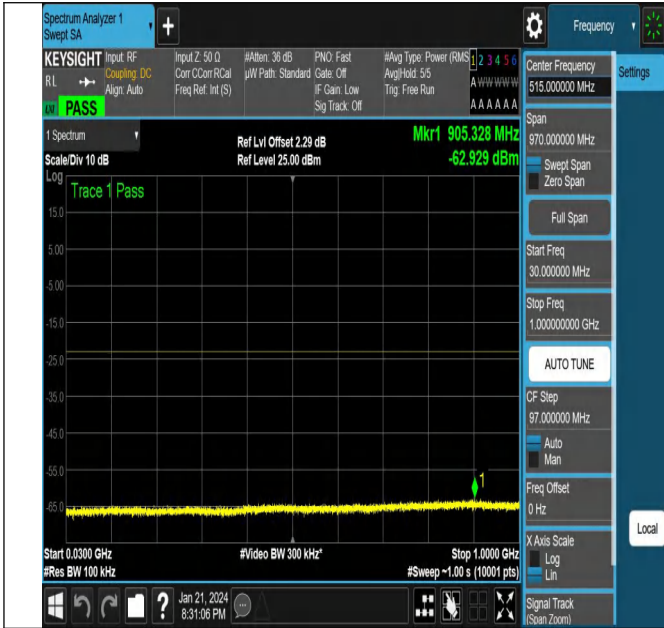 Spectrum Analyzer 1
Swept SA
+
Frequency
KEYSIGHT
RL
LXI
PASS
Input: RF
Coupling: DC
Align: Auto
Input Z: 50 Ω
Corr CCorr RCal
Freq Ref: Int (S)
#Atten: 36 dB
µW Path: Standard
PNO: Fast
Gate: Off
IF Gain: Low
Sig Track: Off
#Avg Type: Power (RMS
Avg|Hold: 5/5
Trig: Free Run
1 2 3 4 5 6
A W W W W W
A A A A A A
1 Spectrum
Scale/Div 10 dB
Log
Ref Lvl Offset 2.29 dB
Ref Level 25.00 dBm
Mkr1 905.328 MHz
-62.929 dBm
Trace 1 Pass
15.0
5.00
-5.00
-15.0
-25.0
-35.0
-45.0
-55.0
-65.0
1
Start 0.0300 GHz
#Res BW 100 kHz
#Video BW 300 kHz*
Stop 1.0000 GHz
#Sweep ~1.00 s (10001 pts)
Jan 21, 2024
8:31:06 PM
?
Center Frequency
515.000000 MHz
Settings
Span
970.000000 MHz
Swept Span
Zero Span
Full Span
Start Freq
30.000000 MHz
Stop Freq
1.000000000 GHz
AUTO TUNE
CF Step
97.000000 MHz
Auto
Man
Freq Offset
0 Hz
Local
X Axis Scale
Log
Lin
Signal Track
(Span Zoom)